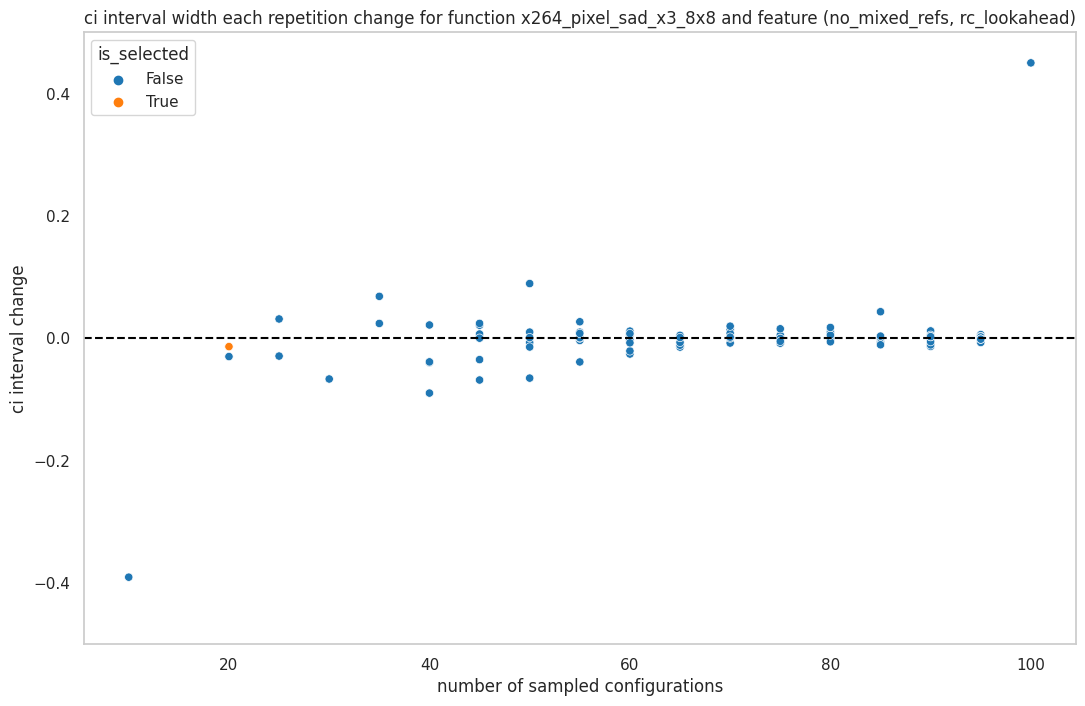 ci interval width each repetition change for function x264_pixel_sad_x3_8x8 and feature (no_mixed_refs, rc_lookahead)
is_selected
False
True
ci interval change
0.4
0.2
0.0
−0.2
−0.4
20
40
60
80
100
number of sampled configurations